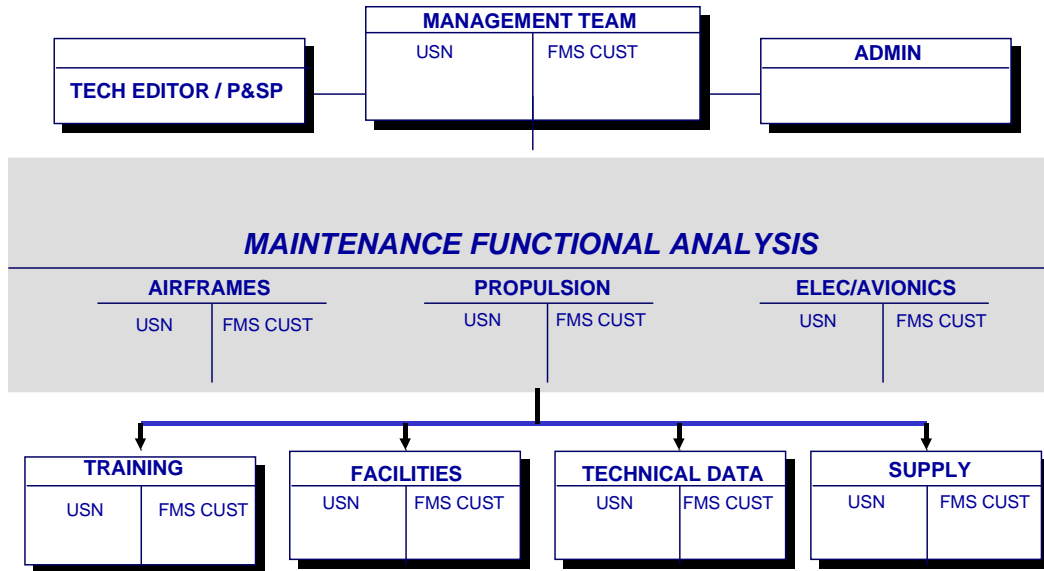 MANAGEMENT TEAM
USN FMS CUST
TECH EDITOR / P&SP
ADMIN
MAINTENANCE FUNCTIONAL ANALYSIS
AIRFRAMES
USN FMS CUST
PROPULSION
USN FMS CUST
ELEC/AVIONICS
USN FMS CUST
TRAINING
USN FMS CUST
FACILITIES
USN FMS CUST
TECHNICAL DATA
USN FMS CUST
SUPPLY
USN FMS CUST